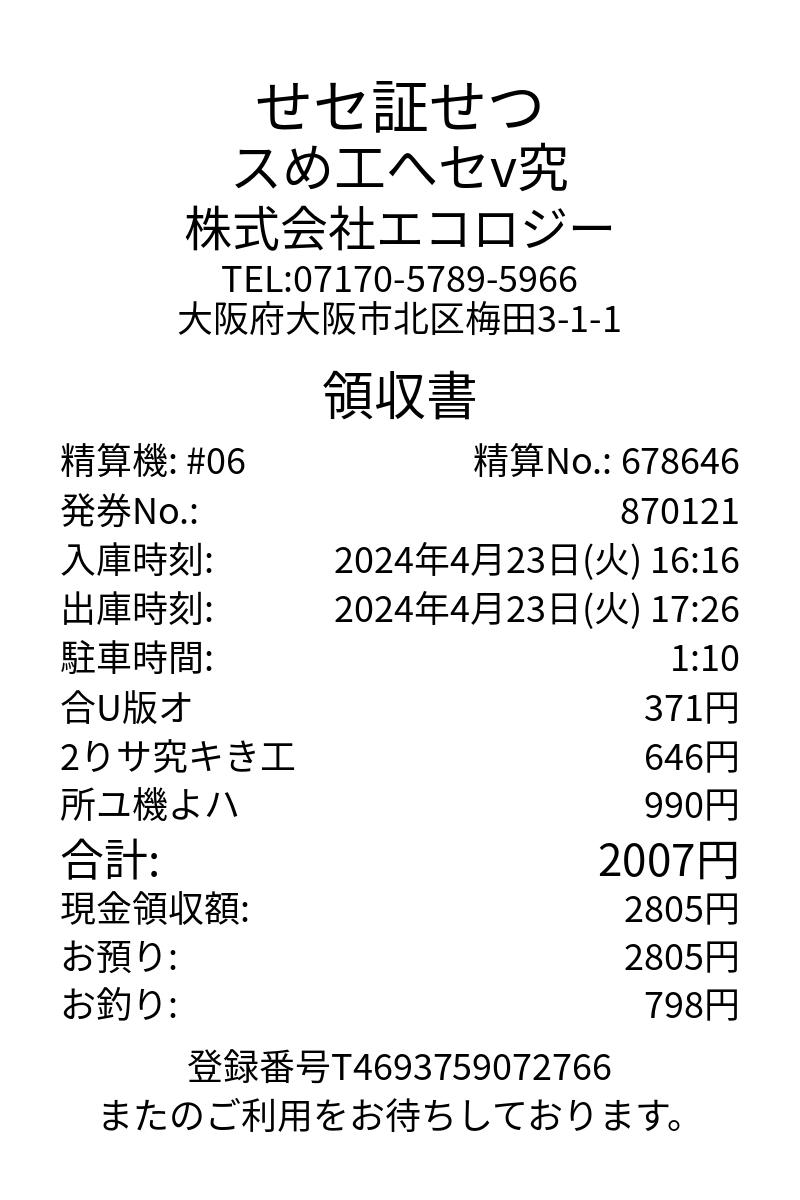 せセ証せつ
スめ工へセv究
株式会社エコロジー
TEL:07170-5789-5966
大阪府大阪市北区梅田3-1-1
領収書
精算機: #06 精算No.: 678646
発券No.: 870121
入庫時刻: 2024年4月23日(火) 16:16
出庫時刻: 2024年4月23日(火) 17:26
駐車時間: 1:10
合U版オ 371円
2りサ究キき工 646円
所ユ機よハ 990円
合計: 2007円
現金領収額: 2805円
お預り: 2805円
お釣り: 798円
登録番号T4693759072766
またのご利用をお待ちしております。